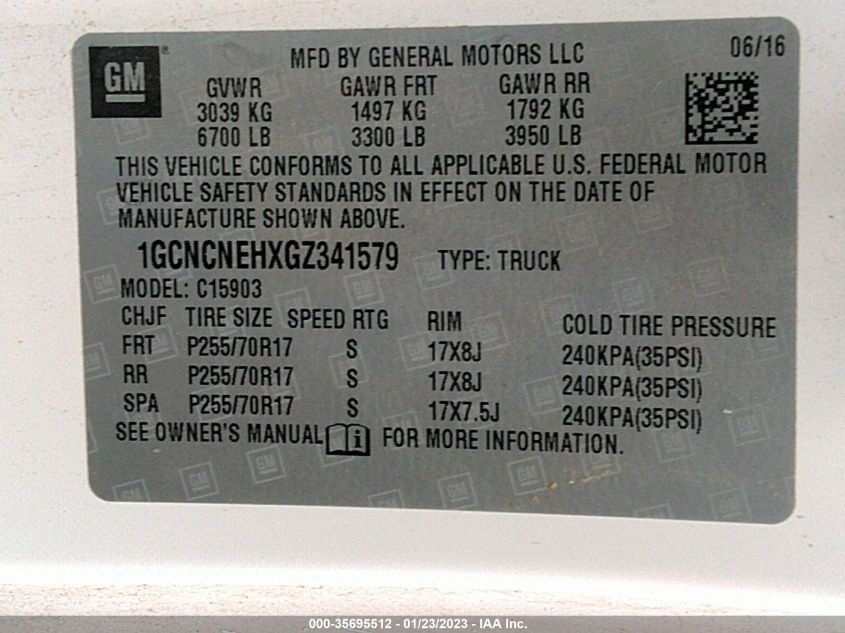 GM ® MFD BY GENERAL MOTORS LLC 06/16
GVWR GAWR FRT GAWR RR
3039 KG 1497 KG 1792 KG
6700 LB 3300 LB 3950 LB
THIS VEHICLE CONFORMS TO ALL APPLICABLE U.S. FEDERAL MOTOR
VEHICLE SAFETY STANDARDS IN EFFECT ON THE DATE OF
MANUFACTURE SHOWN ABOVE.
1GCNCNEHXGZ341579 TYPE: TRUCK
MODEL: C15903
CHJF TIRE SIZE SPEED RTG RIM COLD TIRE PRESSURE
FRT P255/70R17 S 17X8J 240KPA(35PSI)
RR P255/70R17 S 17X8J 240KPA(35PSI)
SPA P255/70R17 S 17X7.5J 240KPA(35PSI)
SEE OWNER'S MANUAL i FOR MORE INFORMATION.
000-35695512 / 01/23/2023 - IAA Inc.